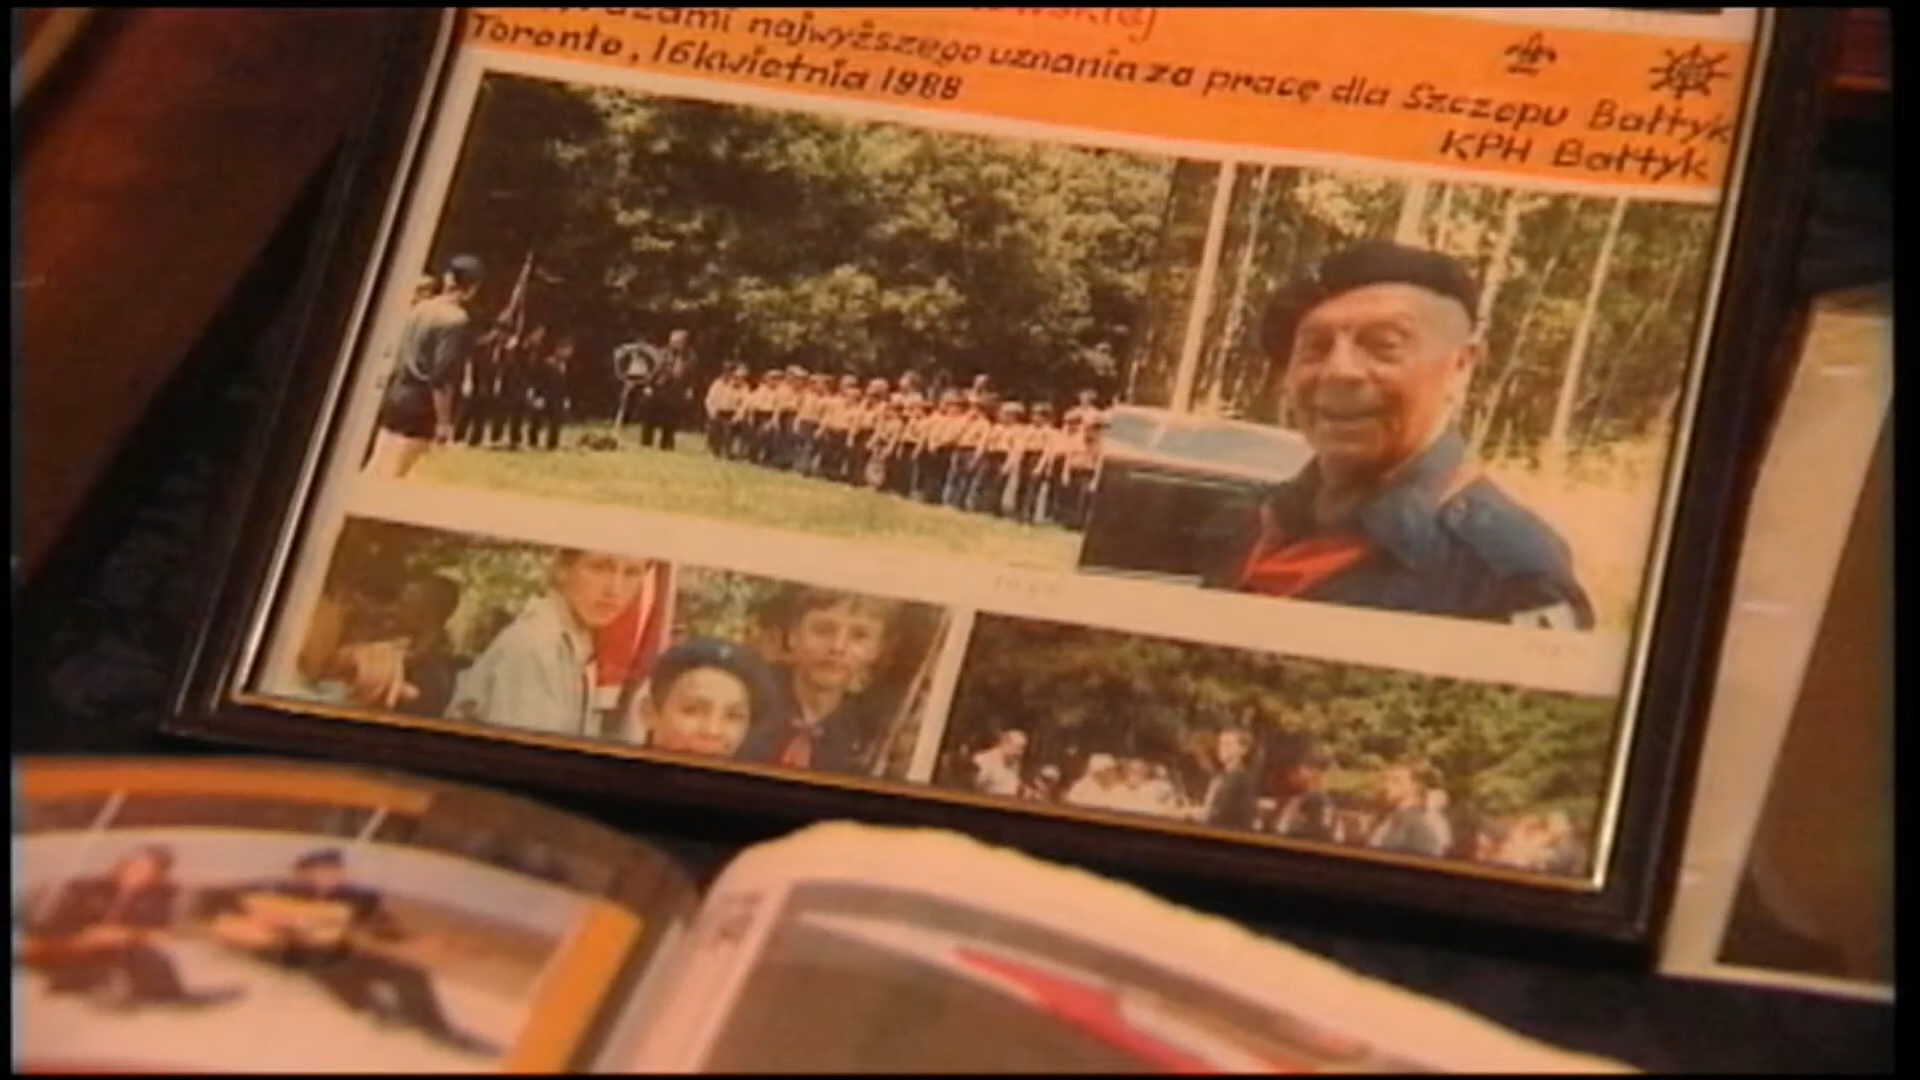 najwyższego uznania za pracę dla Szczepu Bałtyk
Toronto, 16 kwietnia 1988
KPH Bałtyk